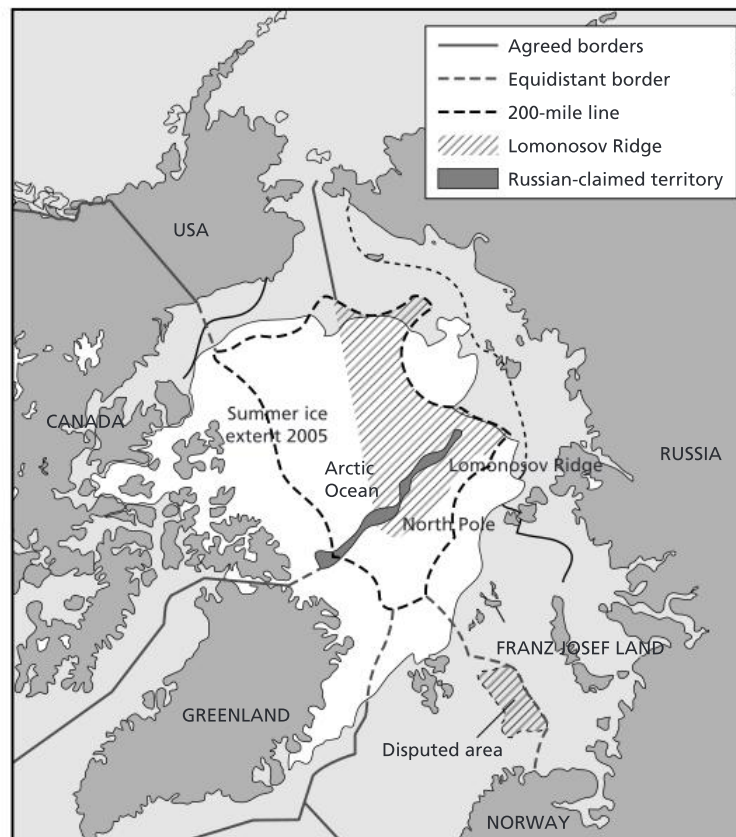 Agreed borders
Equidistant border
200-mile line
Lomonosov Ridge
Russian-claimed territory
USA
CANADA
Summer ice
extent 2005
Arctic
Ocean
Lomonosov Ridge
RUSSIA
North Pole
FRANZ JOSEF LAND
GREENLAND
Disputed area
NORWAY